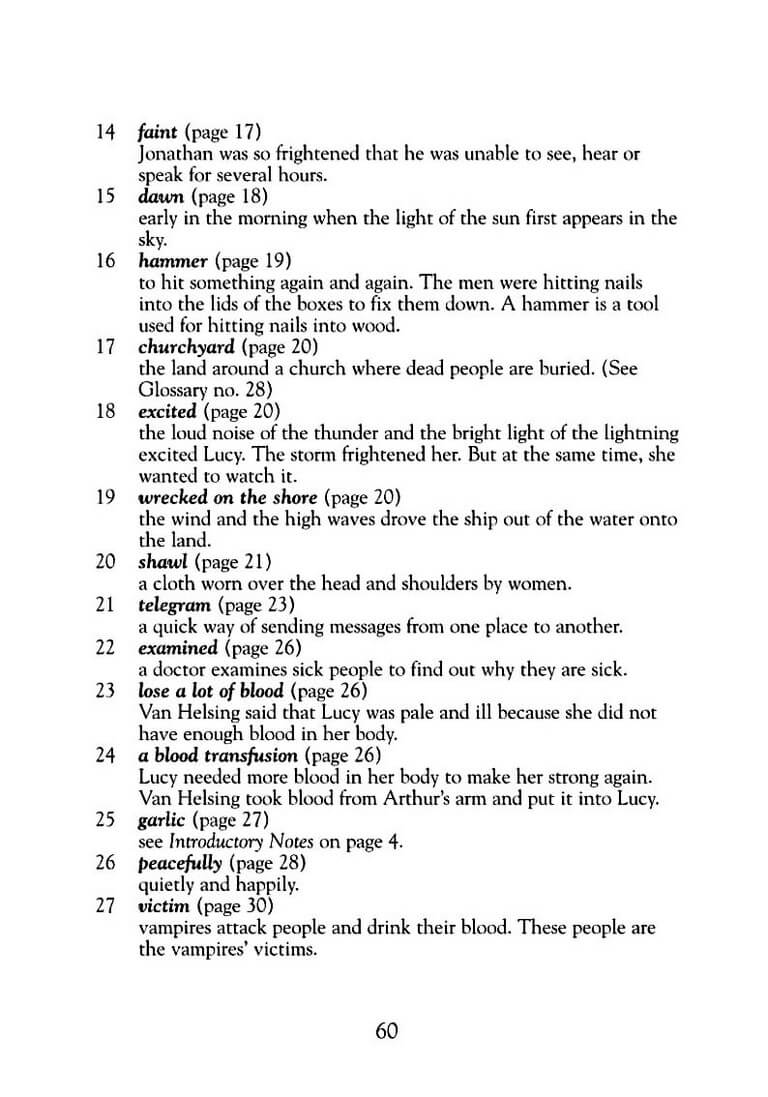 14 faint (page 17)
Jonathan was so frightened that he was unable to see, hear or
speak for several hours.
15 dawn (page 18)
early in the morning when the light of the sun first appears in the
sky.
16 hammer (page 19)
to hit something again and again. The men were hitting nails
into the lids of the boxes to fix them down. A hammer is a tool
used for hitting nails into wood.
17 churchyard (page 20)
the land around a church where dead people are buried. (See
Glossary no. 28)
18 excited (page 20)
the loud noise of the thunder and the bright light of the lightning
excited Lucy. The storm frightened her. But at the same time, she
wanted to watch it.
19 wrecked on the shore (page 20)
the wind and the high waves drove the ship out of the water onto
the land.
20 shawl (page 21)
a cloth worn over the head and shoulders by women.
21 telegram (page 23)
a quick way of sending messages from one place to another.
22 examined (page 26)
a doctor examines sick people to find out why they are sick.
23 lose a lot of blood (page 26)
Van Helsing said that Lucy was pale and ill because she did not
have enough blood in her body.
24 a blood transfusion (page 26)
Lucy needed more blood in her body to make her strong again.
Van Helsing took blood from Arthur's arm and put it into Lucy.
25 garlic (page 27)
see Introductory Notes on page 4.
26 peacefully (page 28)
quietly and happily.
27 victim (page 30)
vampires attack people and drink their blood. These people are
the vampires' victims.
60